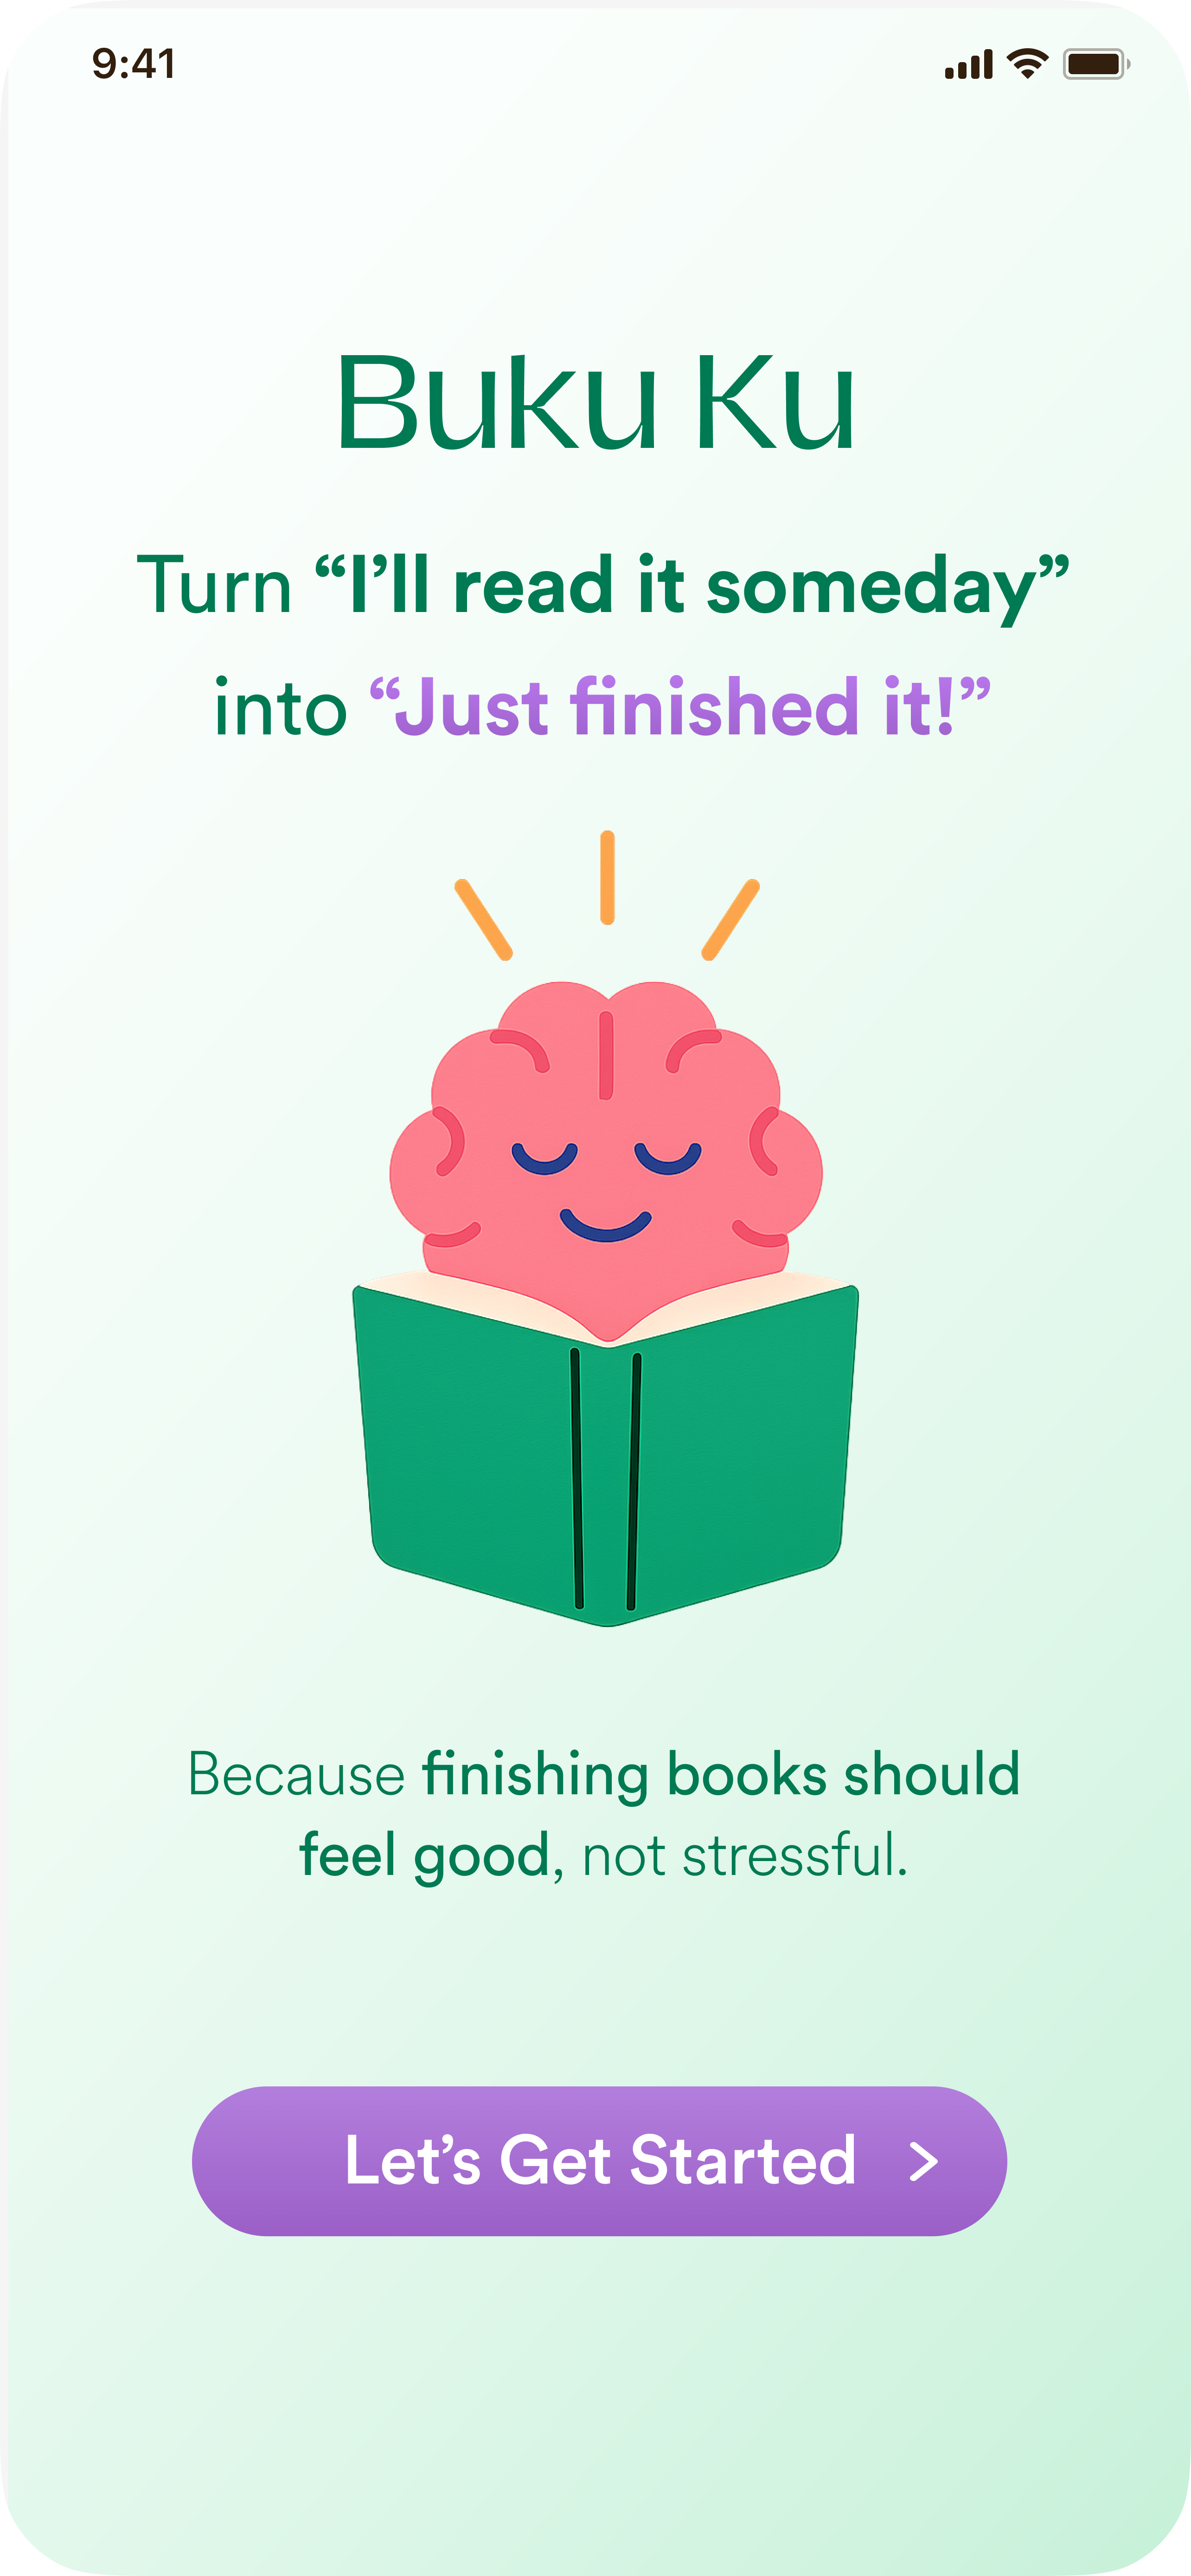 9:41
Buku Ku
Turn “I’ll read it someday”
into “Just finished it!”
Because finishing books should
feel good, not stressful.
Let’s Get Started